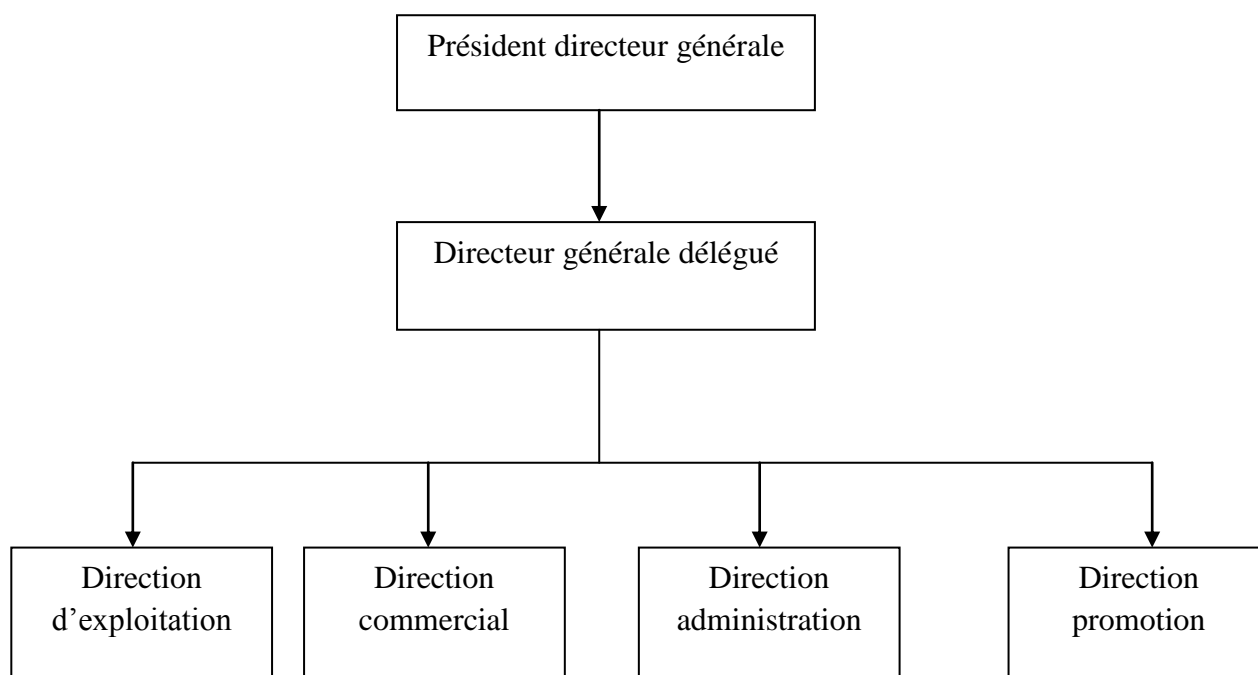 Président directeur générale
Directeur générale délégué
Direction
d’exploitation
Direction
commercial
Direction
administration
Direction
promotion